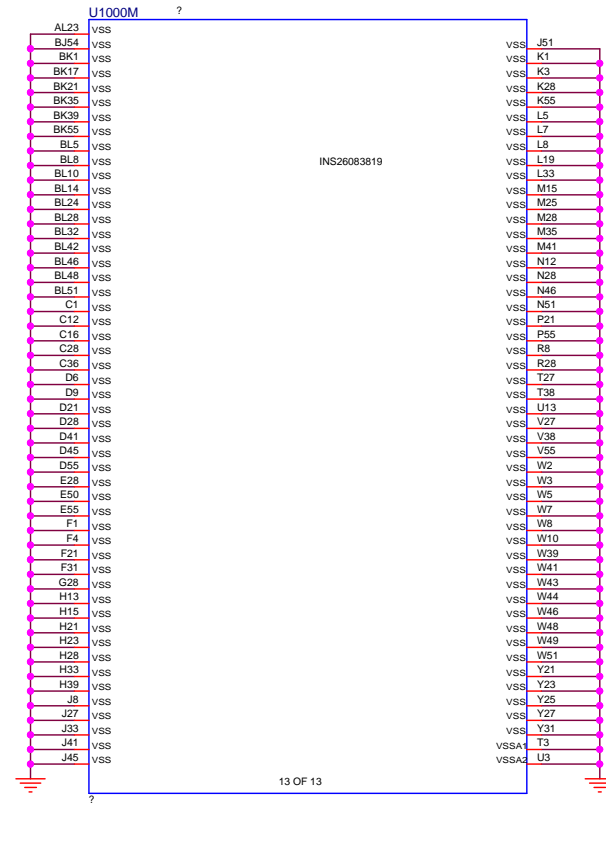 U1000M ?
AL23 VSS
BJ54 VSS VSS J51
BK1 VSS VSS K1
BK17 VSS VSS K3
BK21 VSS VSS K28
BK35 VSS VSS K55
BK39 VSS VSS L5
BK55 VSS VSS L7
BL5 VSS VSS L8
BL8 VSS INS26083819 VSS L19
BL10 VSS VSS L33
BL14 VSS VSS M15
BL24 VSS VSS M25
BL28 VSS VSS M28
BL32 VSS VSS M35
BL42 VSS VSS M41
BL46 VSS VSS N12
BL48 VSS VSS N28
BL51 VSS VSS N46
C1 VSS VSS N51
C12 VSS VSS P21
C16 VSS VSS P55
C28 VSS VSS R8
C36 VSS VSS R28
D6 VSS VSS T27
D9 VSS VSS T38
D21 VSS VSS U13
D28 VSS VSS V27
D41 VSS VSS V38
D45 VSS VSS V55
D55 VSS VSS W2
E28 VSS VSS W3
E50 VSS VSS W5
E55 VSS VSS W7
F1 VSS VSS W8
F4 VSS VSS W10
F21 VSS VSS W39
F31 VSS VSS W41
G28 VSS VSS W43
H13 VSS VSS W44
H15 VSS VSS W46
H21 VSS VSS W48
H23 VSS VSS W49
H28 VSS VSS W51
H33 VSS VSS Y21
H39 VSS VSS Y23
J8 VSS VSS Y25
J27 VSS VSS Y27
J33 VSS VSS Y31
J41 VSS VSSA1 T3
J45 VSS VSSA2 U3
13 OF 13
?